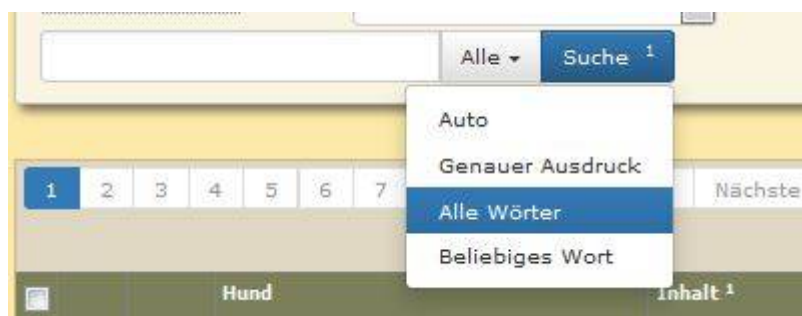 Alle Suche 1
Auto
Genauer Ausdruck
1 2 3 4 5 6 7 Nächste
Alle Wörter
Beliebiges Wort
Hund Inhalt 1